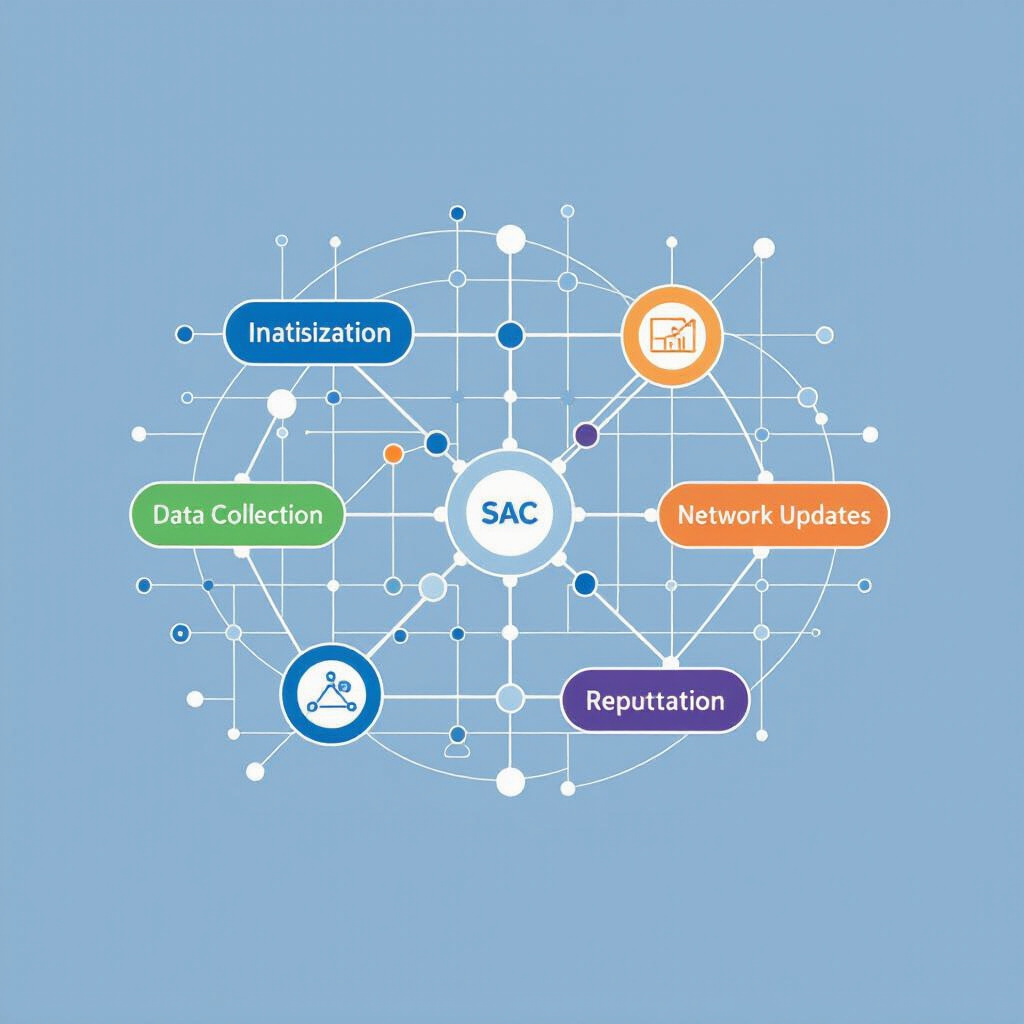 Inatisization
SAC
Data Collection
Network Updates
Reputtation